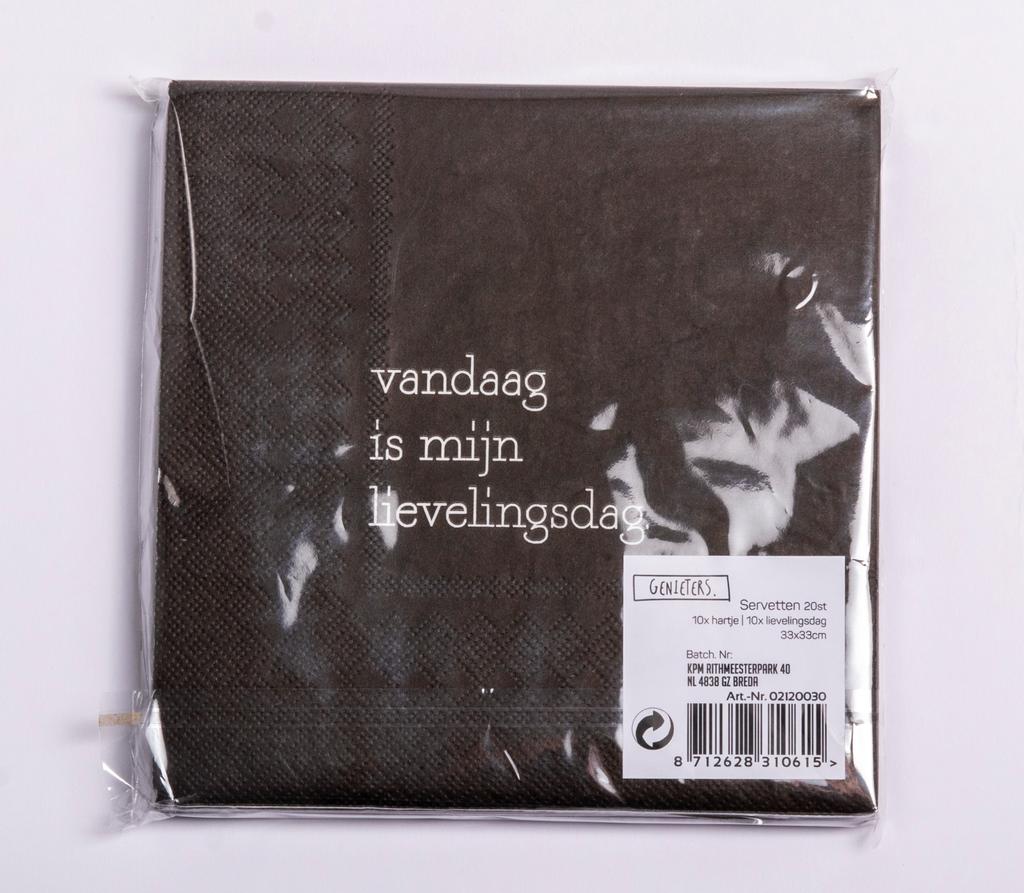 vandaag
is mijn
lievelingsdag
GENIETERS.
Servetten 20st
10x hartje | 10x lievelingsdag
33x33cm
Batch. Nr:
KPM RITHMEESTERPARK 40
NL 4838 GZ BREDA
Art.-Nr. 02120030
8 712628 310615 >